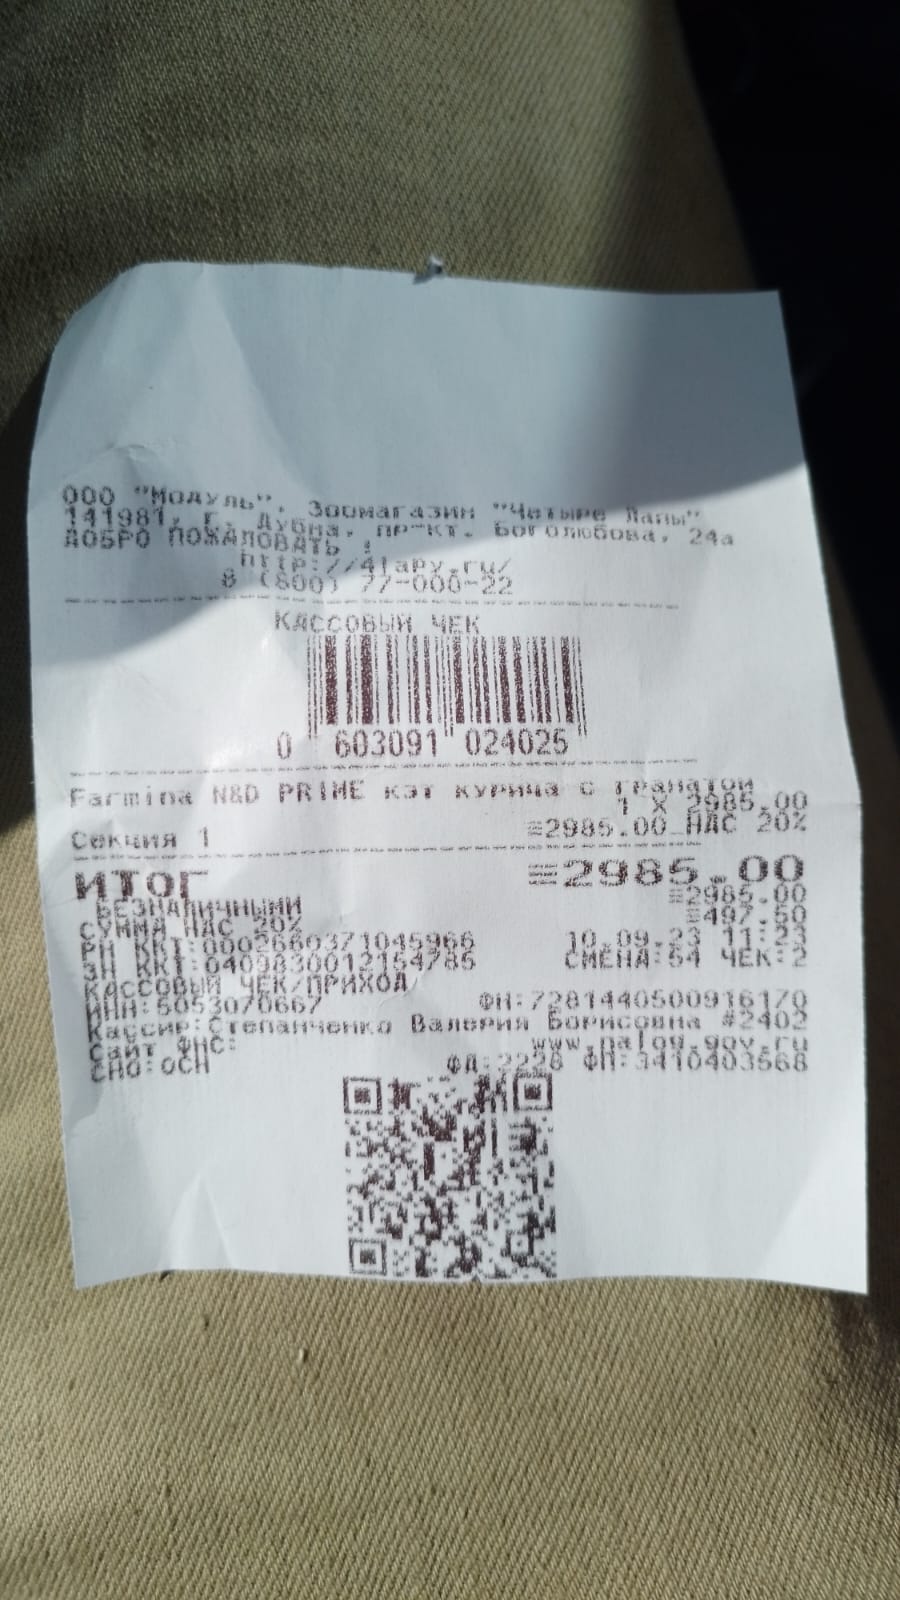 ООО "Модуль", Зоомагазин "Четыре Лапы"
141981, г. Дубна, пр-кт. Боголюбова, 24а
ДОБРО ПОЖАЛОВАТЬ !
http://4lapy.ru/
8 (800) 77-000-22
КАССОВЫЙ ЧЕК
0 603091 024025
Farmina N&D PRIME кэт курица с гранатом
1 X 2985.00
Секция 1 ≡2985.00_НДС 20%
ИТОГ ≡2985.00
БЕЗНАЛИЧНЫМИ ≡2985.00
СУММА НДС 20% ≡497.50
РН ККТ:0002660371045966 10.09.23 11:23
ЗН ККТ:0409830012154785 СМЕНА:54 ЧЕК:2
КАССОВЫЙ ЧЕК/ПРИХОД
ИНН:5053070667 ФН:7281440500916170
Кассир:Степанченко Валерия Борисовна #2402
Сайт ФНС: www.nalog.gov.ru
СНО:ОСН ФД:2228 ФП:3410403568